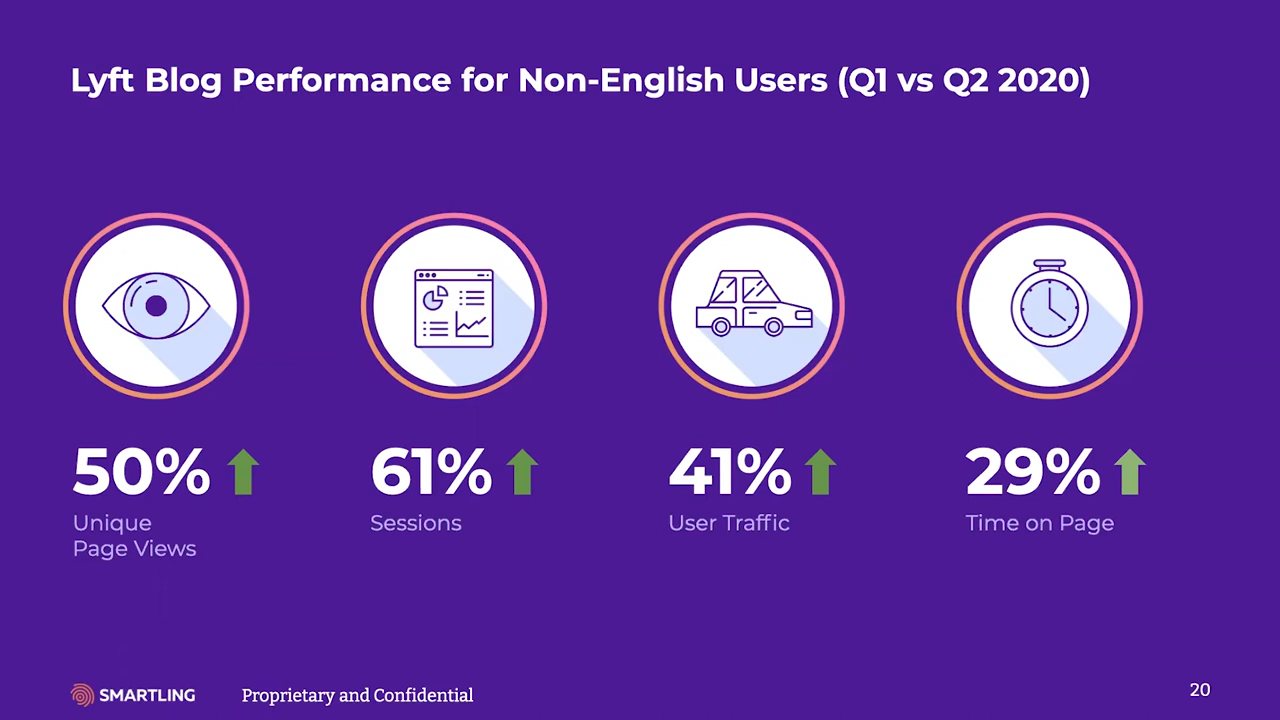 Lyft Blog Performance for Non-English Users (Q1 vs Q2 2020)
50%
Unique
Page Views
61%
Sessions
41%
User Traffic
29%
Time on Page
SMARTLING
Proprietary and Confidential
20